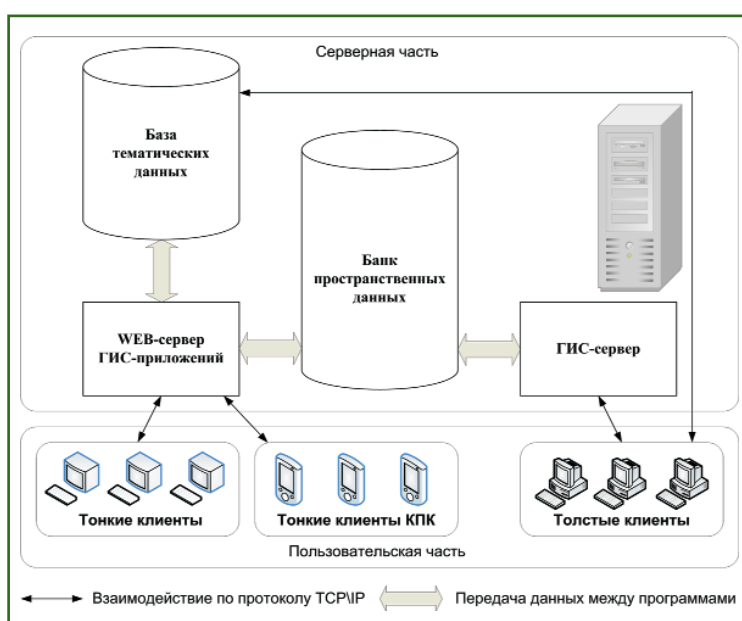 Серверная часть
База
тематических
данных
Банк
пространственных
данных
WEB-сервер
ГИС-приложений
ГИС-сервер
Тонкие клиенты
Тонкие клиенты КПК
Толстые клиенты
Пользовательская часть
Взаимодействие по протоколу TCP\IP
Передача данных между программами